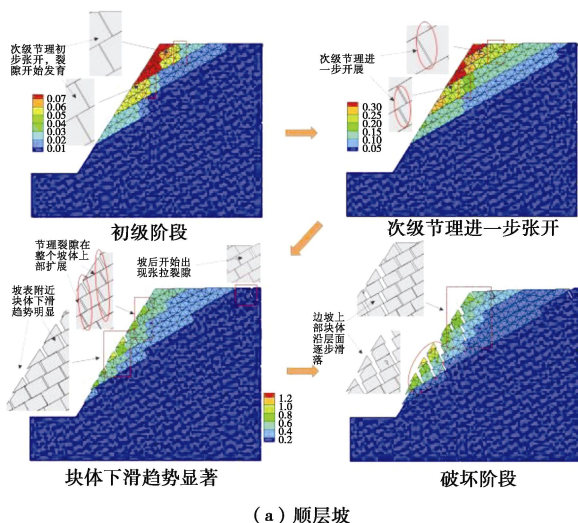 次级节理初
步张开，裂
隙开始发育
0.07
0.06
0.05
0.04
0.03
0.02
0.01
初级阶段
次级节理进
一步开展
0.30
0.25
0.20
0.15
0.10
0.05
次级节理进一步张开
节理裂隙在
整个坡体上
部扩展
坡后开始出
现张拉裂隙
坡表附近
块体下滑
趋势明显
1.2
1.0
0.8
0.6
0.4
0.2
块体下滑趋势显著
边坡上
部块体
沿层面
逐步滑
落
破坏阶段
（a）顺层坡